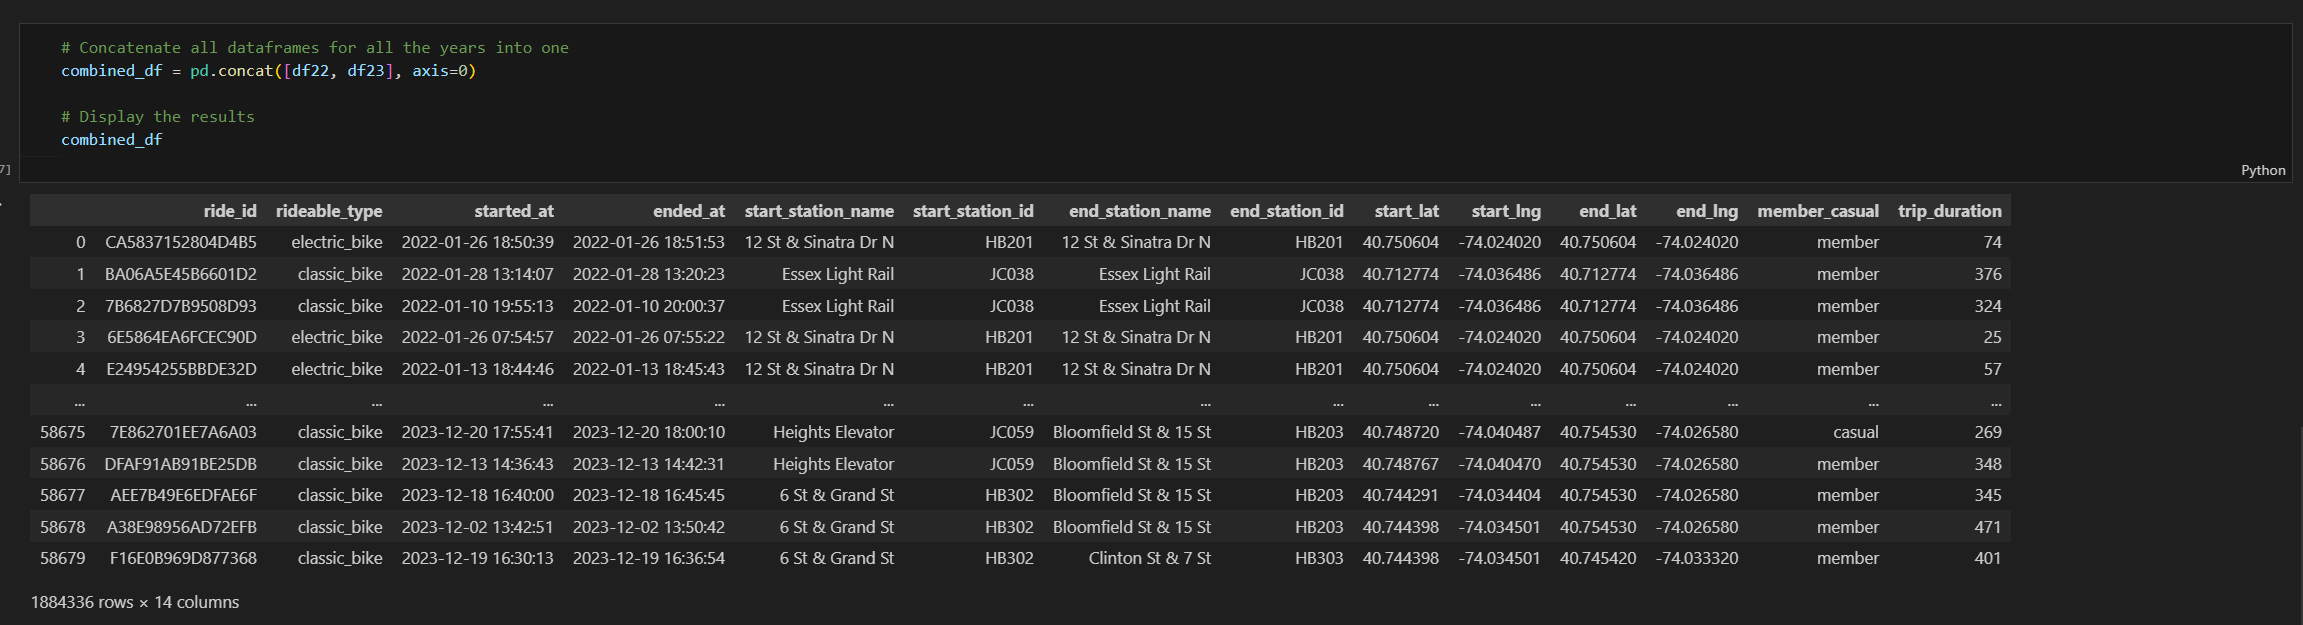 # Concatenate all dataframes for all the years into one
combined_df = pd.concat([df22, df23], axis=0)
# Display the results
combined_df
7]
Python
ride_id rideable_type started_at ended_at start_station_name start_station_id end_station_name end_station_id start_lat start_lng end_lat end_lng member_casual trip_duration
0 CA5837152804D4B5 electric_bike 2022-01-26 18:50:39 2022-01-26 18:51:53 12 St & Sinatra Dr N HB201 12 St & Sinatra Dr N HB201 40.750604 -74.024020 40.750604 -74.024020 member 74
1 BA06A5E45B6601D2 classic_bike 2022-01-28 13:14:07 2022-01-28 13:20:23 Essex Light Rail JC038 Essex Light Rail JC038 40.712774 -74.036486 40.712774 -74.036486 member 376
2 7B6827D7B9508D93 classic_bike 2022-01-10 19:55:13 2022-01-10 20:00:37 Essex Light Rail JC038 Essex Light Rail JC038 40.712774 -74.036486 40.712774 -74.036486 member 324
3 6E5864EA6FCEC90D electric_bike 2022-01-26 07:54:57 2022-01-26 07:55:22 12 St & Sinatra Dr N HB201 12 St & Sinatra Dr N HB201 40.750604 -74.024020 40.750604 -74.024020 member 25
4 E24954255BBDE32D electric_bike 2022-01-13 18:44:46 2022-01-13 18:45:43 12 St & Sinatra Dr N HB201 12 St & Sinatra Dr N HB201 40.750604 -74.024020 40.750604 -74.024020 member 57
... ... ... ... ... ... ... ... ... ... ... ... ... ... ...
58675 7E862701EE7A6A03 classic_bike 2023-12-20 17:55:41 2023-12-20 18:00:10 Heights Elevator JC059 Bloomfield St & 15 St HB203 40.748720 -74.040487 40.754530 -74.026580 casual 269
58676 DFAF91AB91BE25DB classic_bike 2023-12-13 14:36:43 2023-12-13 14:42:31 Heights Elevator JC059 Bloomfield St & 15 St HB203 40.748767 -74.040470 40.754530 -74.026580 member 348
58677 AEE7B49E6EDFAE6F classic_bike 2023-12-18 16:40:00 2023-12-18 16:45:45 6 St & Grand St HB302 Bloomfield St & 15 St HB203 40.744291 -74.034404 40.754530 -74.026580 member 345
58678 A38E98956AD72EFB classic_bike 2023-12-02 13:42:51 2023-12-02 13:50:42 6 St & Grand St HB302 Bloomfield St & 15 St HB203 40.744398 -74.034501 40.754530 -74.026580 member 471
58679 F16E0B969D877368 classic_bike 2023-12-19 16:30:13 2023-12-19 16:36:54 6 St & Grand St HB302 Clinton St & 7 St HB303 40.744398 -74.034501 40.745420 -74.033320 member 401
1884336 rows × 14 columns